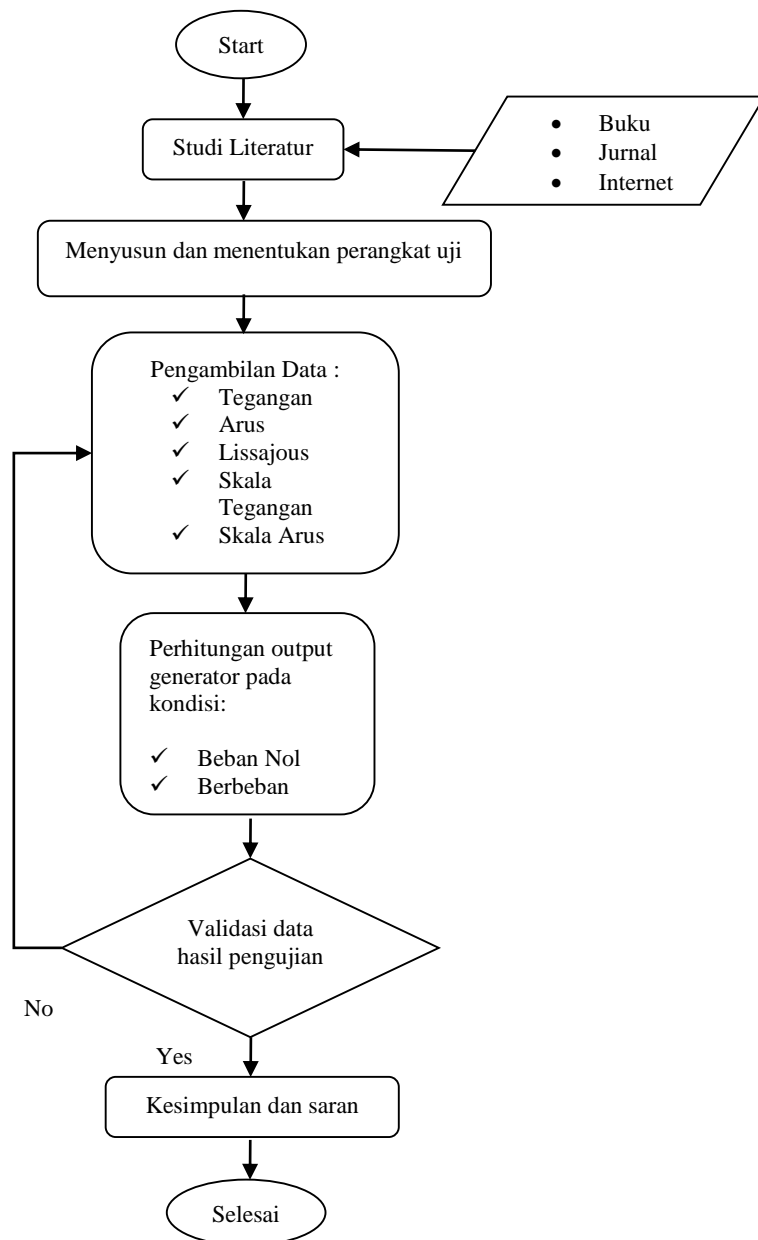 Start
Studi Literatur
• Buku
• Jurnal
• Internet
Menyusun dan menentukan perangkat uji
Pengambilan Data :
✓ Tegangan
✓ Arus
✓ Lissajous
✓ Skala
Tegangan
✓ Skala Arus
Perhitungan output
generator pada
kondisi:
✓ Beban Nol
✓ Berbeban
Validasi data
hasil pengujian
No
Yes
Kesimpulan dan saran
Selesai